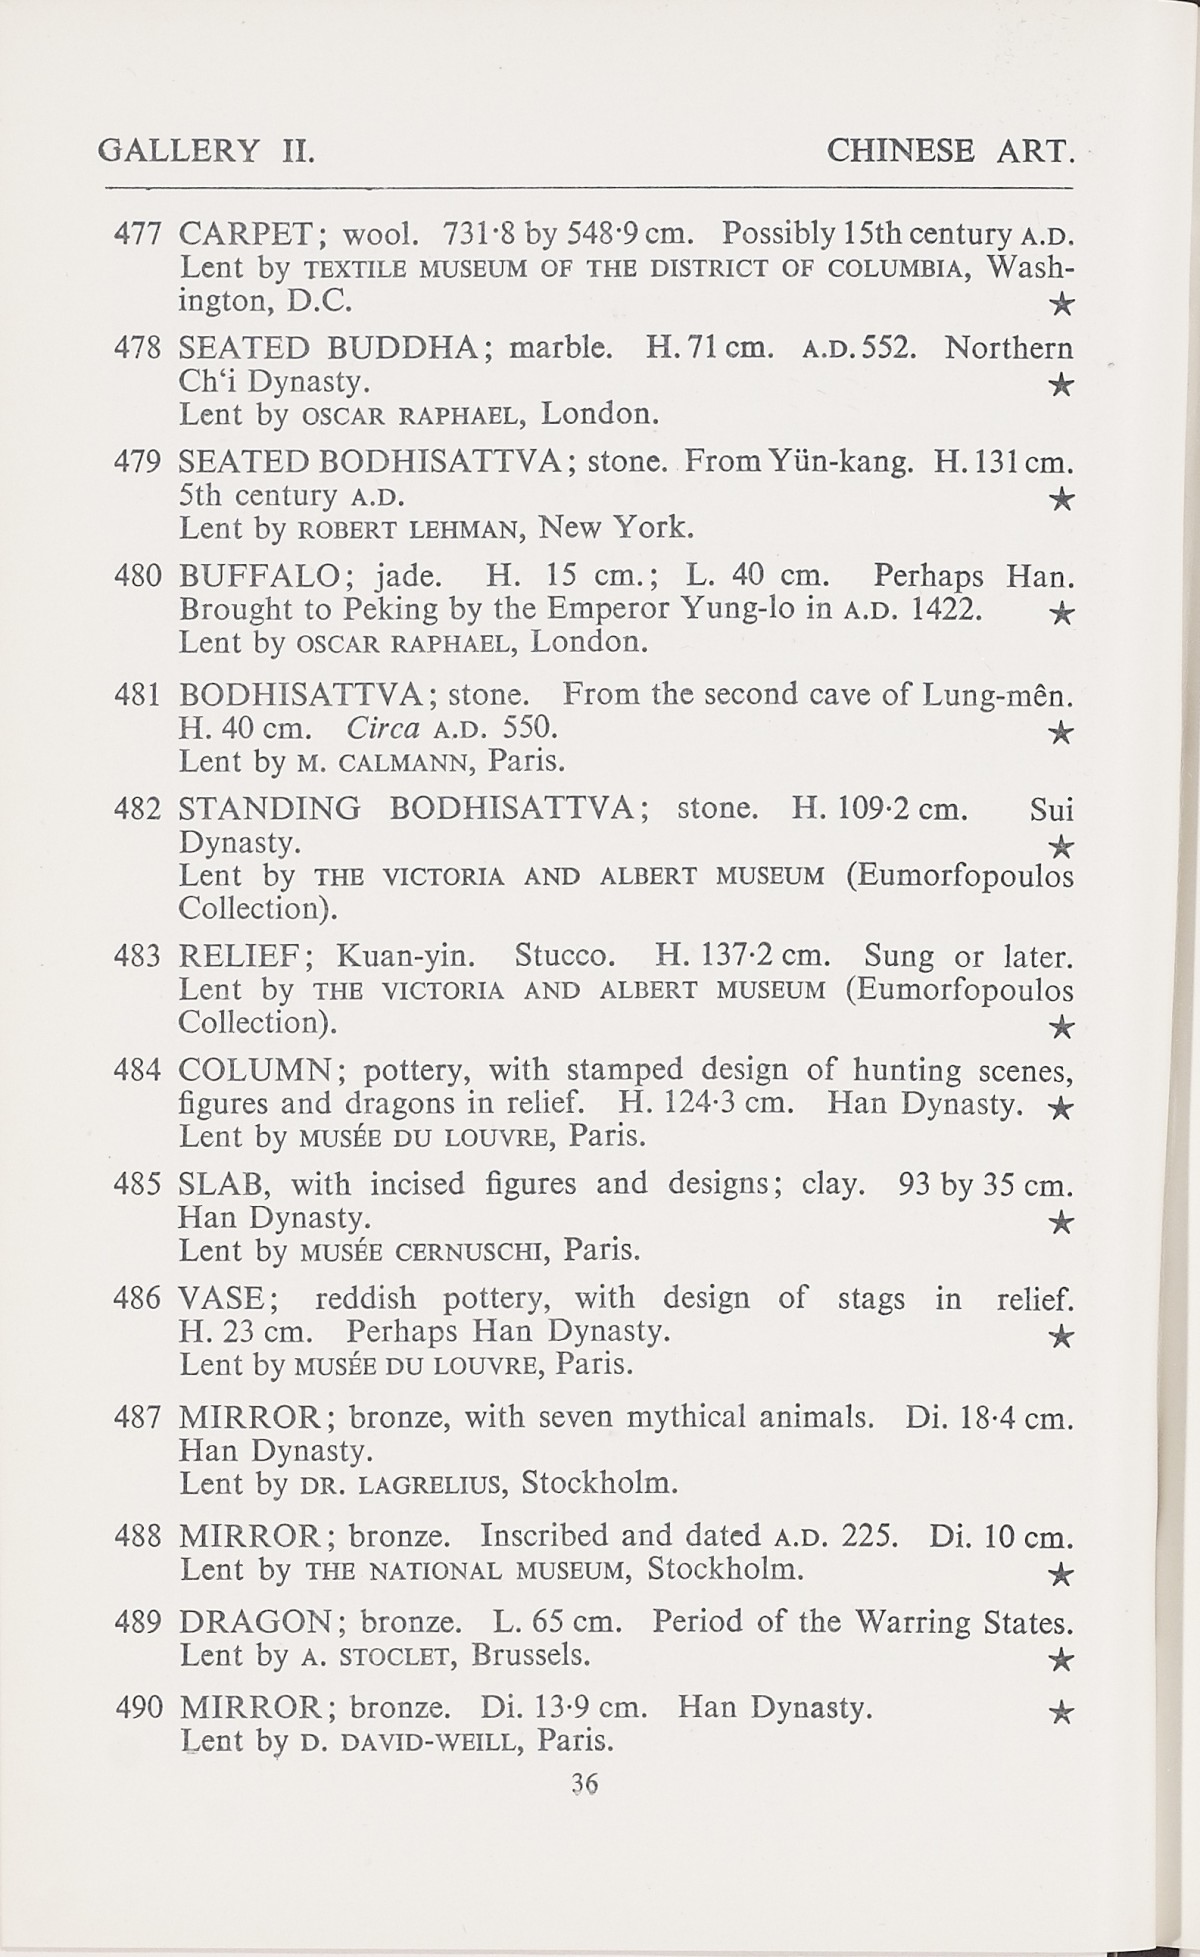 GALLERY II. CHINESE ART.
477 CARPET; wool. 731·8 by 548·9 cm. Possibly 15th century A.D.
Lent by TEXTILE MUSEUM OF THE DISTRICT OF COLUMBIA, Wash-
ington, D.C. ★
478 SEATED BUDDHA; marble. H. 71 cm. A.D. 552. Northern
Ch‘i Dynasty. ★
Lent by OSCAR RAPHAEL, London.
479 SEATED BODHISATTVA; stone. From Yün-kang. H. 131 cm.
5th century A.D. ★
Lent by ROBERT LEHMAN, New York.
480 BUFFALO; jade. H. 15 cm.; L. 40 cm. Perhaps Han.
Brought to Peking by the Emperor Yung-lo in A.D. 1422. ★
Lent by OSCAR RAPHAEL, London.
481 BODHISATTVA; stone. From the second cave of Lung-mên.
H. 40 cm. Circa A.D. 550. ★
Lent by M. CALMANN, Paris.
482 STANDING BODHISATTVA; stone. H. 109·2 cm. Sui
Dynasty. ★
Lent by THE VICTORIA AND ALBERT MUSEUM (Eumorfopoulos
Collection).
483 RELIEF; Kuan-yin. Stucco. H. 137·2 cm. Sung or later.
Lent by THE VICTORIA AND ALBERT MUSEUM (Eumorfopoulos
Collection). ★
484 COLUMN; pottery, with stamped design of hunting scenes,
figures and dragons in relief. H. 124·3 cm. Han Dynasty. ★
Lent by MUSÉE DU LOUVRE, Paris.
485 SLAB, with incised figures and designs; clay. 93 by 35 cm.
Han Dynasty. ★
Lent by MUSÉE CERNUSCHI, Paris.
486 VASE; reddish pottery, with design of stags in relief.
H. 23 cm. Perhaps Han Dynasty. ★
Lent by MUSÉE DU LOUVRE, Paris.
487 MIRROR; bronze, with seven mythical animals. Di. 18·4 cm.
Han Dynasty.
Lent by DR. LAGRELIUS, Stockholm.
488 MIRROR; bronze. Inscribed and dated A.D. 225. Di. 10 cm.
Lent by THE NATIONAL MUSEUM, Stockholm. ★
489 DRAGON; bronze. L. 65 cm. Period of the Warring States.
Lent by A. STOCLET, Brussels. ★
490 MIRROR; bronze. Di. 13·9 cm. Han Dynasty. ★
Lent by D. DAVID-WEILL, Paris.
36